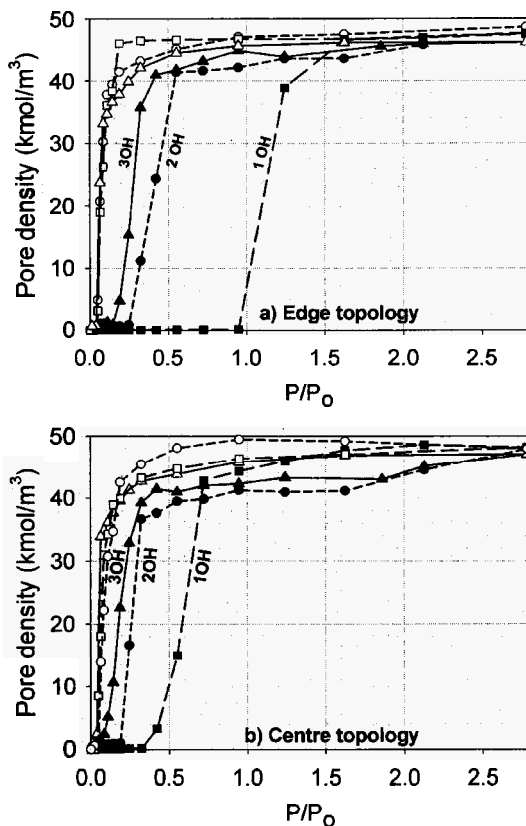 50
40
30
20
10
0
Pore density (kmol/m³)
3OH
2 OH
1 OH
a) Edge topology
0.0 0.5 1.0 1.5 2.0 2.5
P/Po
50
40
30
20
10
0
Pore density (kmol/m³)
3OH
2OH
1OH
b) Centre topology
0.0 0.5 1.0 1.5 2.0 2.5
P/Po